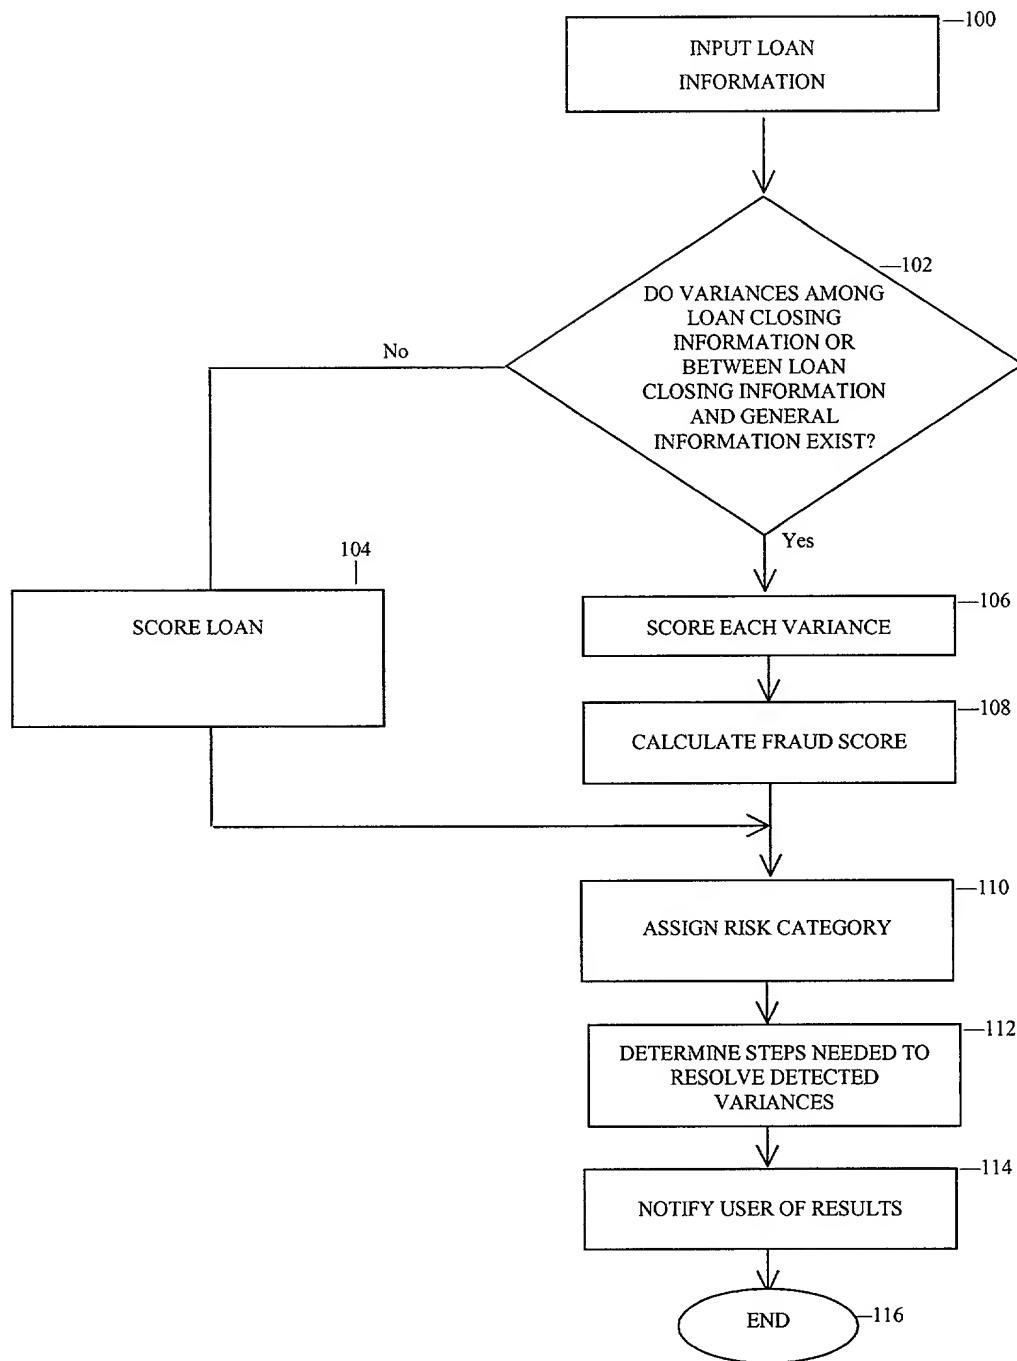 100
INPUT LOAN
INFORMATION
102
DO VARIANCES AMONG
LOAN CLOSING
INFORMATION OR
BETWEEN LOAN
CLOSING INFORMATION
AND GENERAL
INFORMATION EXIST?
No
Yes
104
SCORE LOAN
106
SCORE EACH VARIANCE
108
CALCULATE FRAUD SCORE
110
ASSIGN RISK CATEGORY
112
DETERMINE STEPS NEEDED TO
RESOLVE DETECTED
VARIANCES
114
NOTIFY USER OF RESULTS
END
116